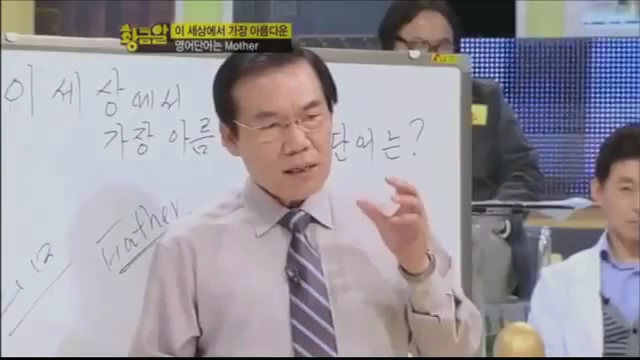 황금알
이 세상에서 가장 아름다운
영어단어는 Mother
이 세상에서
가장 아름 단어는?
Father
12